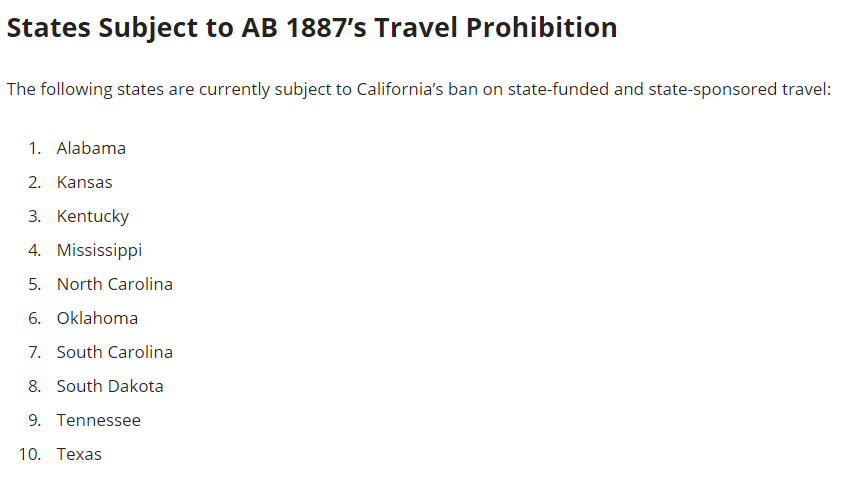 States Subject to AB 1887’s Travel Prohibition
The following states are currently subject to California’s ban on state-funded and state-sponsored travel:
1. Alabama
2. Kansas
3. Kentucky
4. Mississippi
5. North Carolina
6. Oklahoma
7. South Carolina
8. South Dakota
9. Tennessee
10. Texas